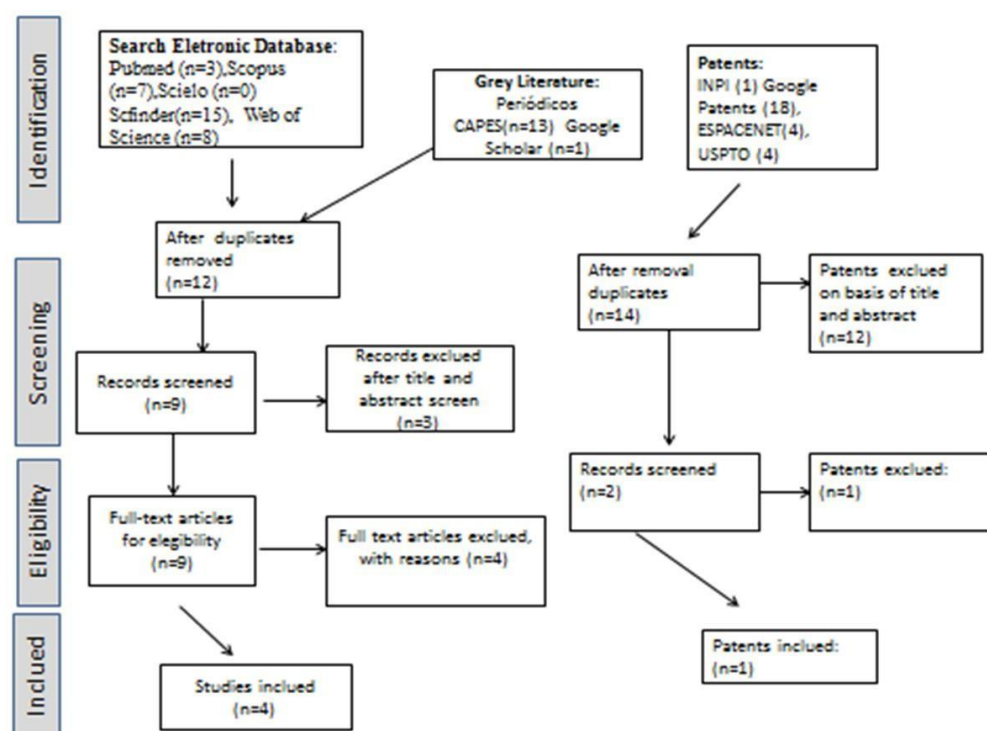 Identification
Search Eletronic Database:
Pubmed (n=3),Scopus
(n=7),Scielo (n=0)
Scfinder(n=15), Web of
Science (n=8)
Grey Literature:
Periódicos
CAPES(n=13) Google
Scholar (n=1)
Patents:
INPI (1) Google
Patents (18),
ESPACENET(4),
USPTO (4)
Screening
After duplicates
removed
(n=12)
After removal
duplicates
(n=14)
Patents exclued
on basis of title
and abstract
(n=12)
Records screened
(n=9)
Records exclued
after title and
abstract screen
(n=3)
Eligibility
Records screened
(n=2)
Patents exclued:
(n=1)
Full-text articles
for elegibility
(n=9)
Full text articles exclued,
with reasons (n=4)
Inclued
Patents inclued:
(n=1)
Studies inclued
(n=4)